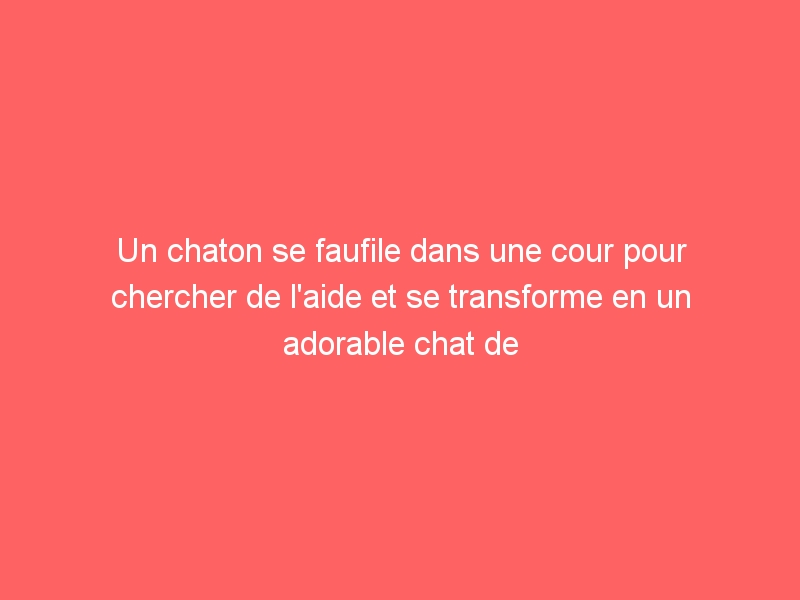 Un chaton se faufile dans une cour pour
chercher de l'aide et se transforme en un
adorable chat de